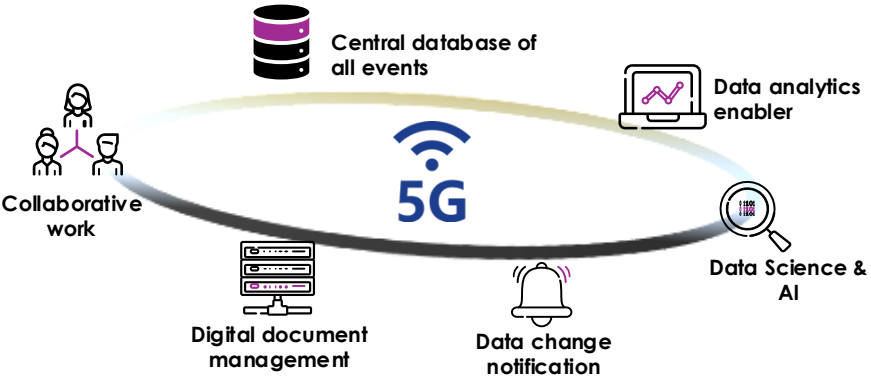 Central database of
all events
Data analytics
enabler
5G
Collaborative
work
Data Science &
AI
Digital document
management
Data change
notification